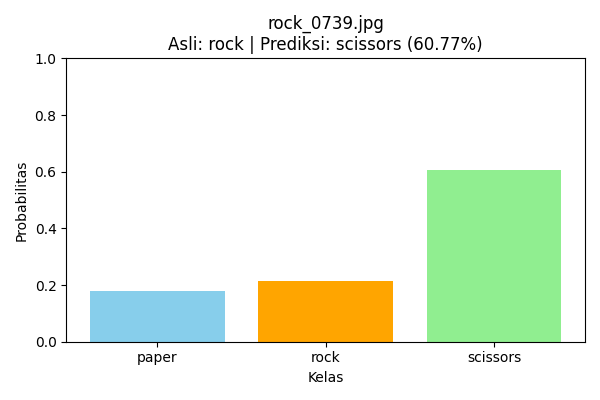 rock_0739.jpg
Asli: rock | Prediksi: scissors (60.77%)
1.0
0.8
0.6
0.4
0.2
0.0
Probabilitas
paper rock scissors
Kelas